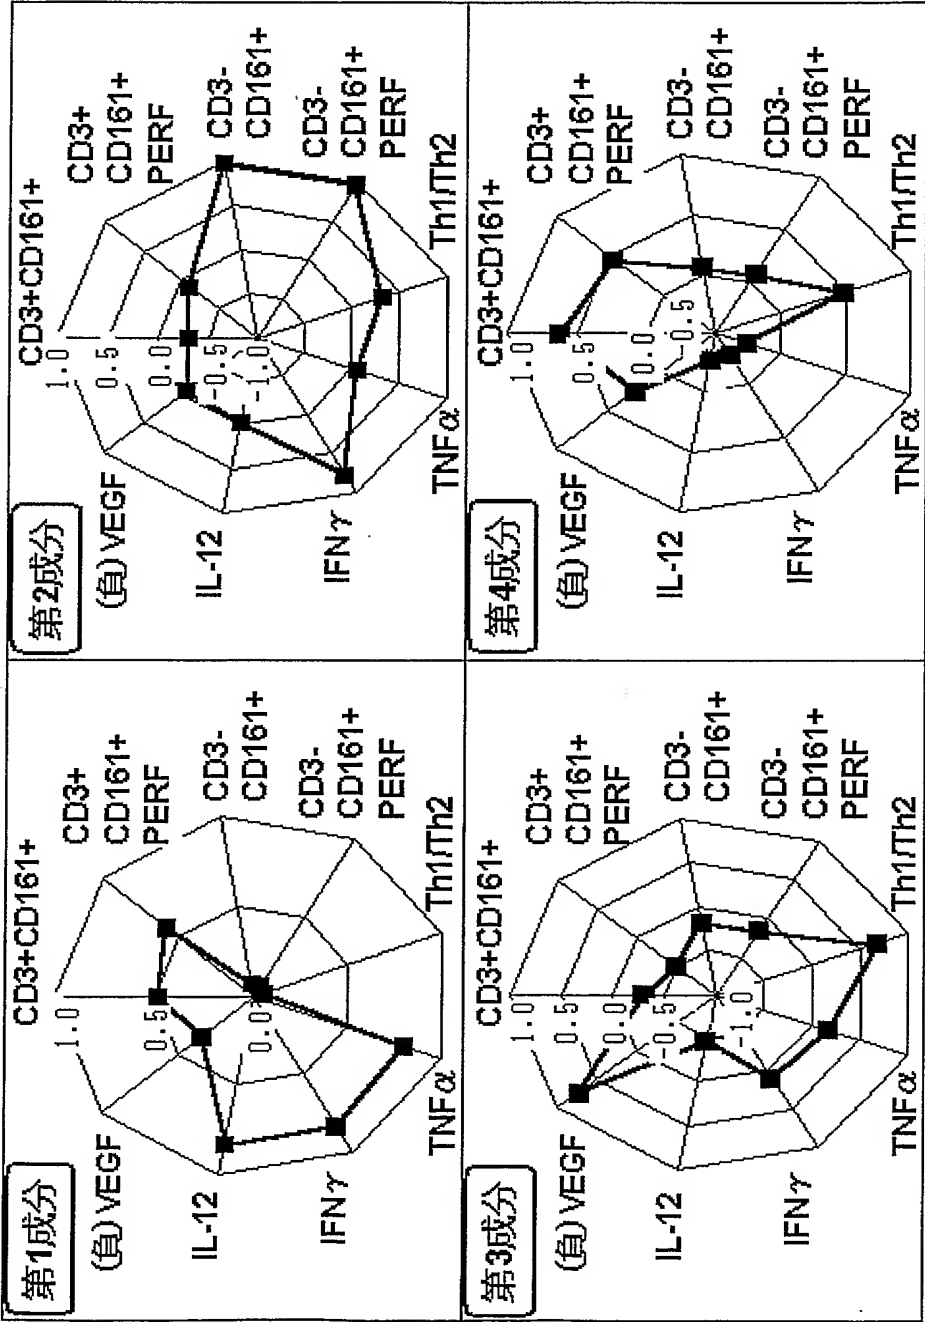 第1成分
CD3+CD161+
1.0
0.5
0.0
CD3+
CD161+
PERF
CD3-
CD161+
CD3-
CD161+
PERF
Th1/Th2
TNFα
IFNγ
IL-12
(負)VEGF
第2成分
CD3+CD161+
1.0
0.5
0.0
-0.5
-1.0
CD3+
CD161+
PERF
CD3-
CD161+
CD3-
CD161+
PERF
Th1/Th2
TNFα
IFNγ
IL-12
(負)VEGF
第3成分
CD3+CD161+
1.0
0.5
0.0
-0.5
-1.0
CD3+
CD161+
PERF
CD3-
CD161+
CD3-
CD161+
PERF
Th1/Th2
TNFα
IFNγ
IL-12
(負)VEGF
第4成分
CD3+CD161+
1.0
0.5
0.0
-0.5
CD3+
CD161+
PERF
CD3-
CD161+
CD3-
CD161+
PERF
Th1/Th2
TNFα
IFNγ
IL-12
(負)VEGF